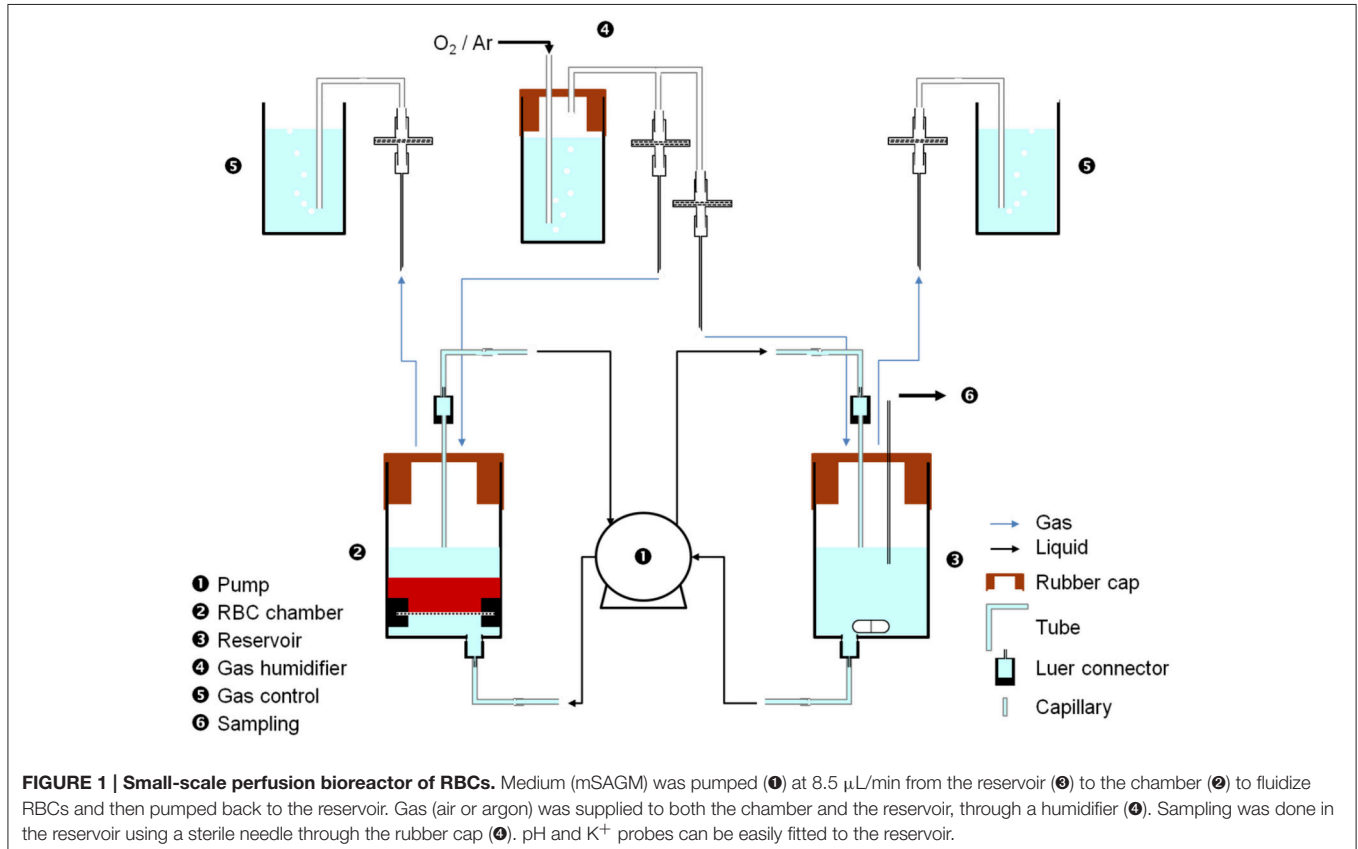 O₂ / Ar
❹
❺
❺
❻
❶
❷
❸
❶ Pump
❷ RBC chamber
❸ Reservoir
❹ Gas humidifier
❺ Gas control
❻ Sampling
Gas
Liquid
Rubber cap
Tube
Luer connector
Capillary
FIGURE 1 | Small-scale perfusion bioreactor of RBCs. Medium (mSAGM) was pumped (❶) at 8.5 μL/min from the reservoir (❸) to the chamber (❷) to fluidize
RBCs and then pumped back to the reservoir. Gas (air or argon) was supplied to both the chamber and the reservoir, through a humidifier (❹). Sampling was done in
the reservoir using a sterile needle through the rubber cap (❹). pH and K⁺ probes can be easily fitted to the reservoir.